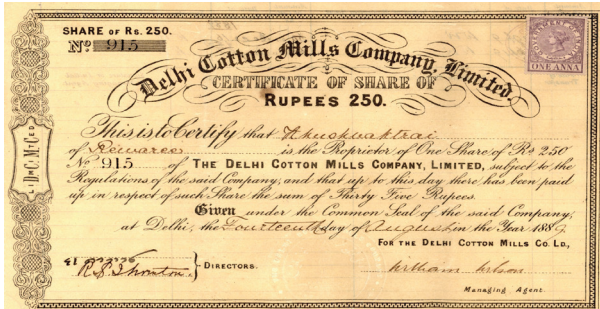 SHARE OF RS. 250.
Nº 915
ONE ANNA
Delhi Cotton Mills Company, Limited.
CERTIFICATE OF SHARE OF
RUPEES 250.
This is to Certify that Khushwaktrai
of Rewaree is the Proprietor of One Share of Rs 250
Nº 915 of THE DELHI COTTON MILLS COMPANY, LIMITED, subject to the
Regulations of the said Company, and that up to this day there has been paid
up in respect of such Share the sum of Thirty Five Rupees.
Given under the Common Seal of the said Company,
at Delhi, the Fourteenth day of August in the Year 188
FOR THE DELHI COTTON MILLS CO. LD.,
R.S. Thornton
DIRECTORS.
William
Managing Agent.